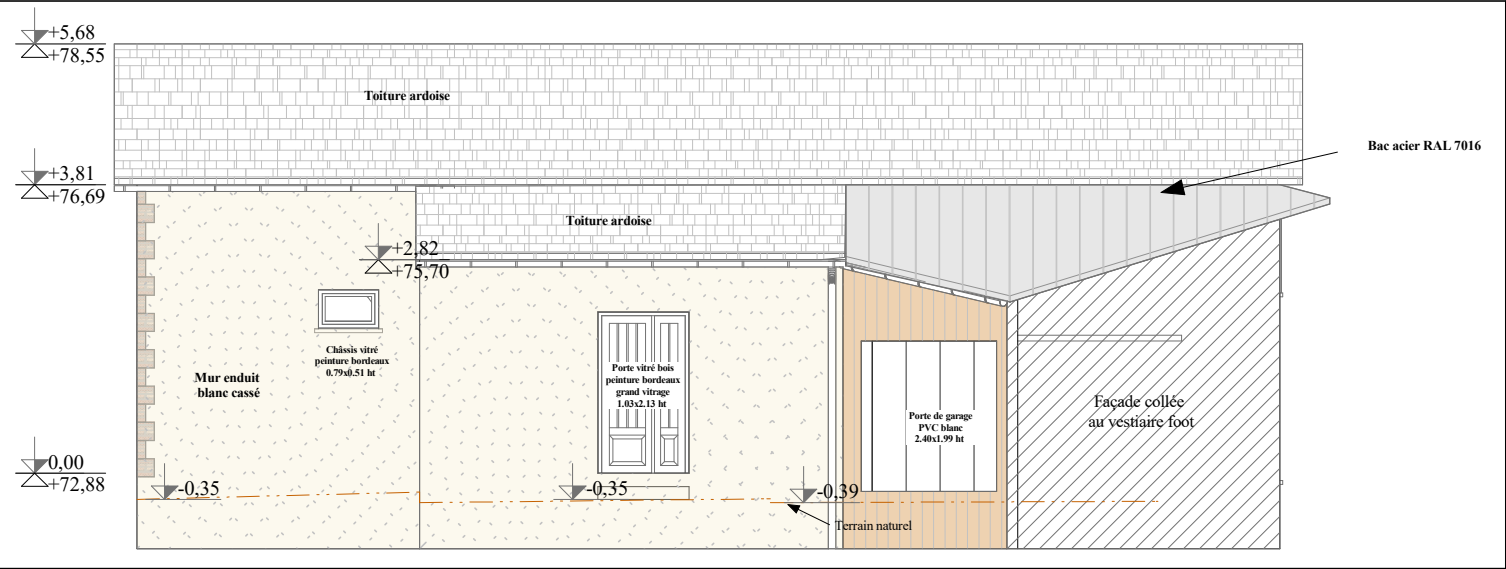 +5,68
+78,55
Toiture ardoise
Bac acier RAL 7016
+3,81
+76,69
Toiture ardoise
+2,82
+75,70
Châssis vitré
peinture bordeaux
0.79x0.51 ht
Mur enduit
blanc cassé
Porte vitré bois
peinture bordeaux
grand vitrage
1.03x2.13 ht
Porte de garage
PVC blanc
2.40x1.99 ht
Façade collée
au vestiaire foot
0,00
+72,88
-0,35
-0,35
-0,39
Terrain naturel